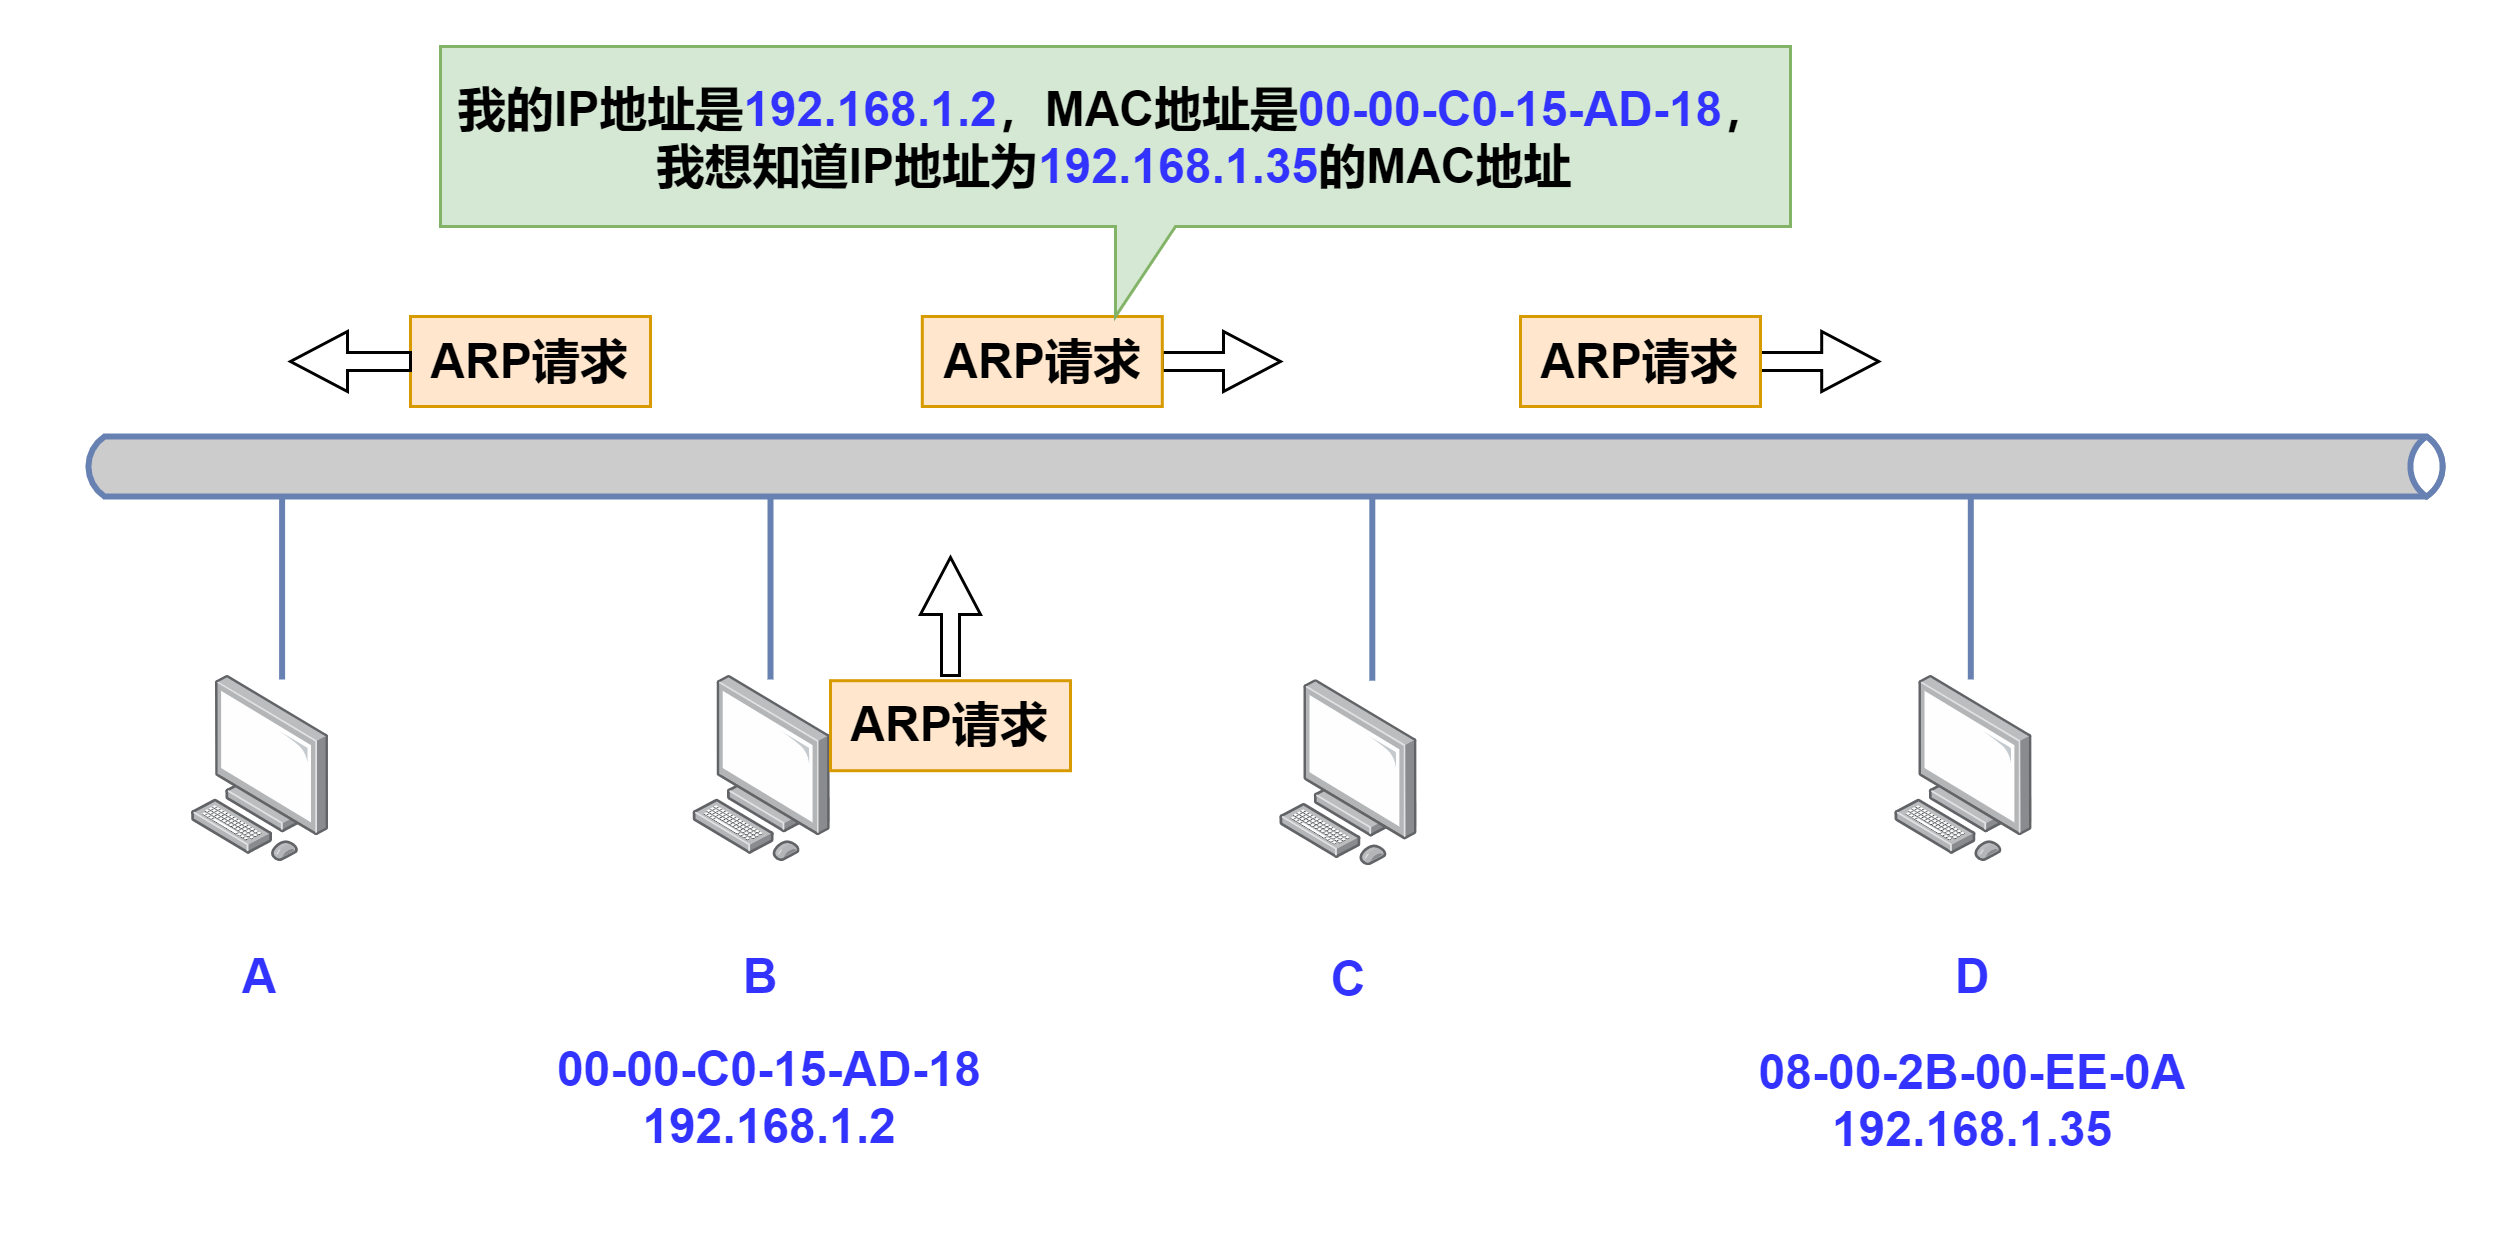 我的IP地址是192.168.1.2，MAC地址是00-00-C0-15-AD-18，
我想知道IP地址为192.168.1.35的MAC地址
ARP请求
ARP请求
ARP请求
ARP请求
A
B
C
D
00-00-C0-15-AD-18
192.168.1.2
08-00-2B-00-EE-0A
192.168.1.35